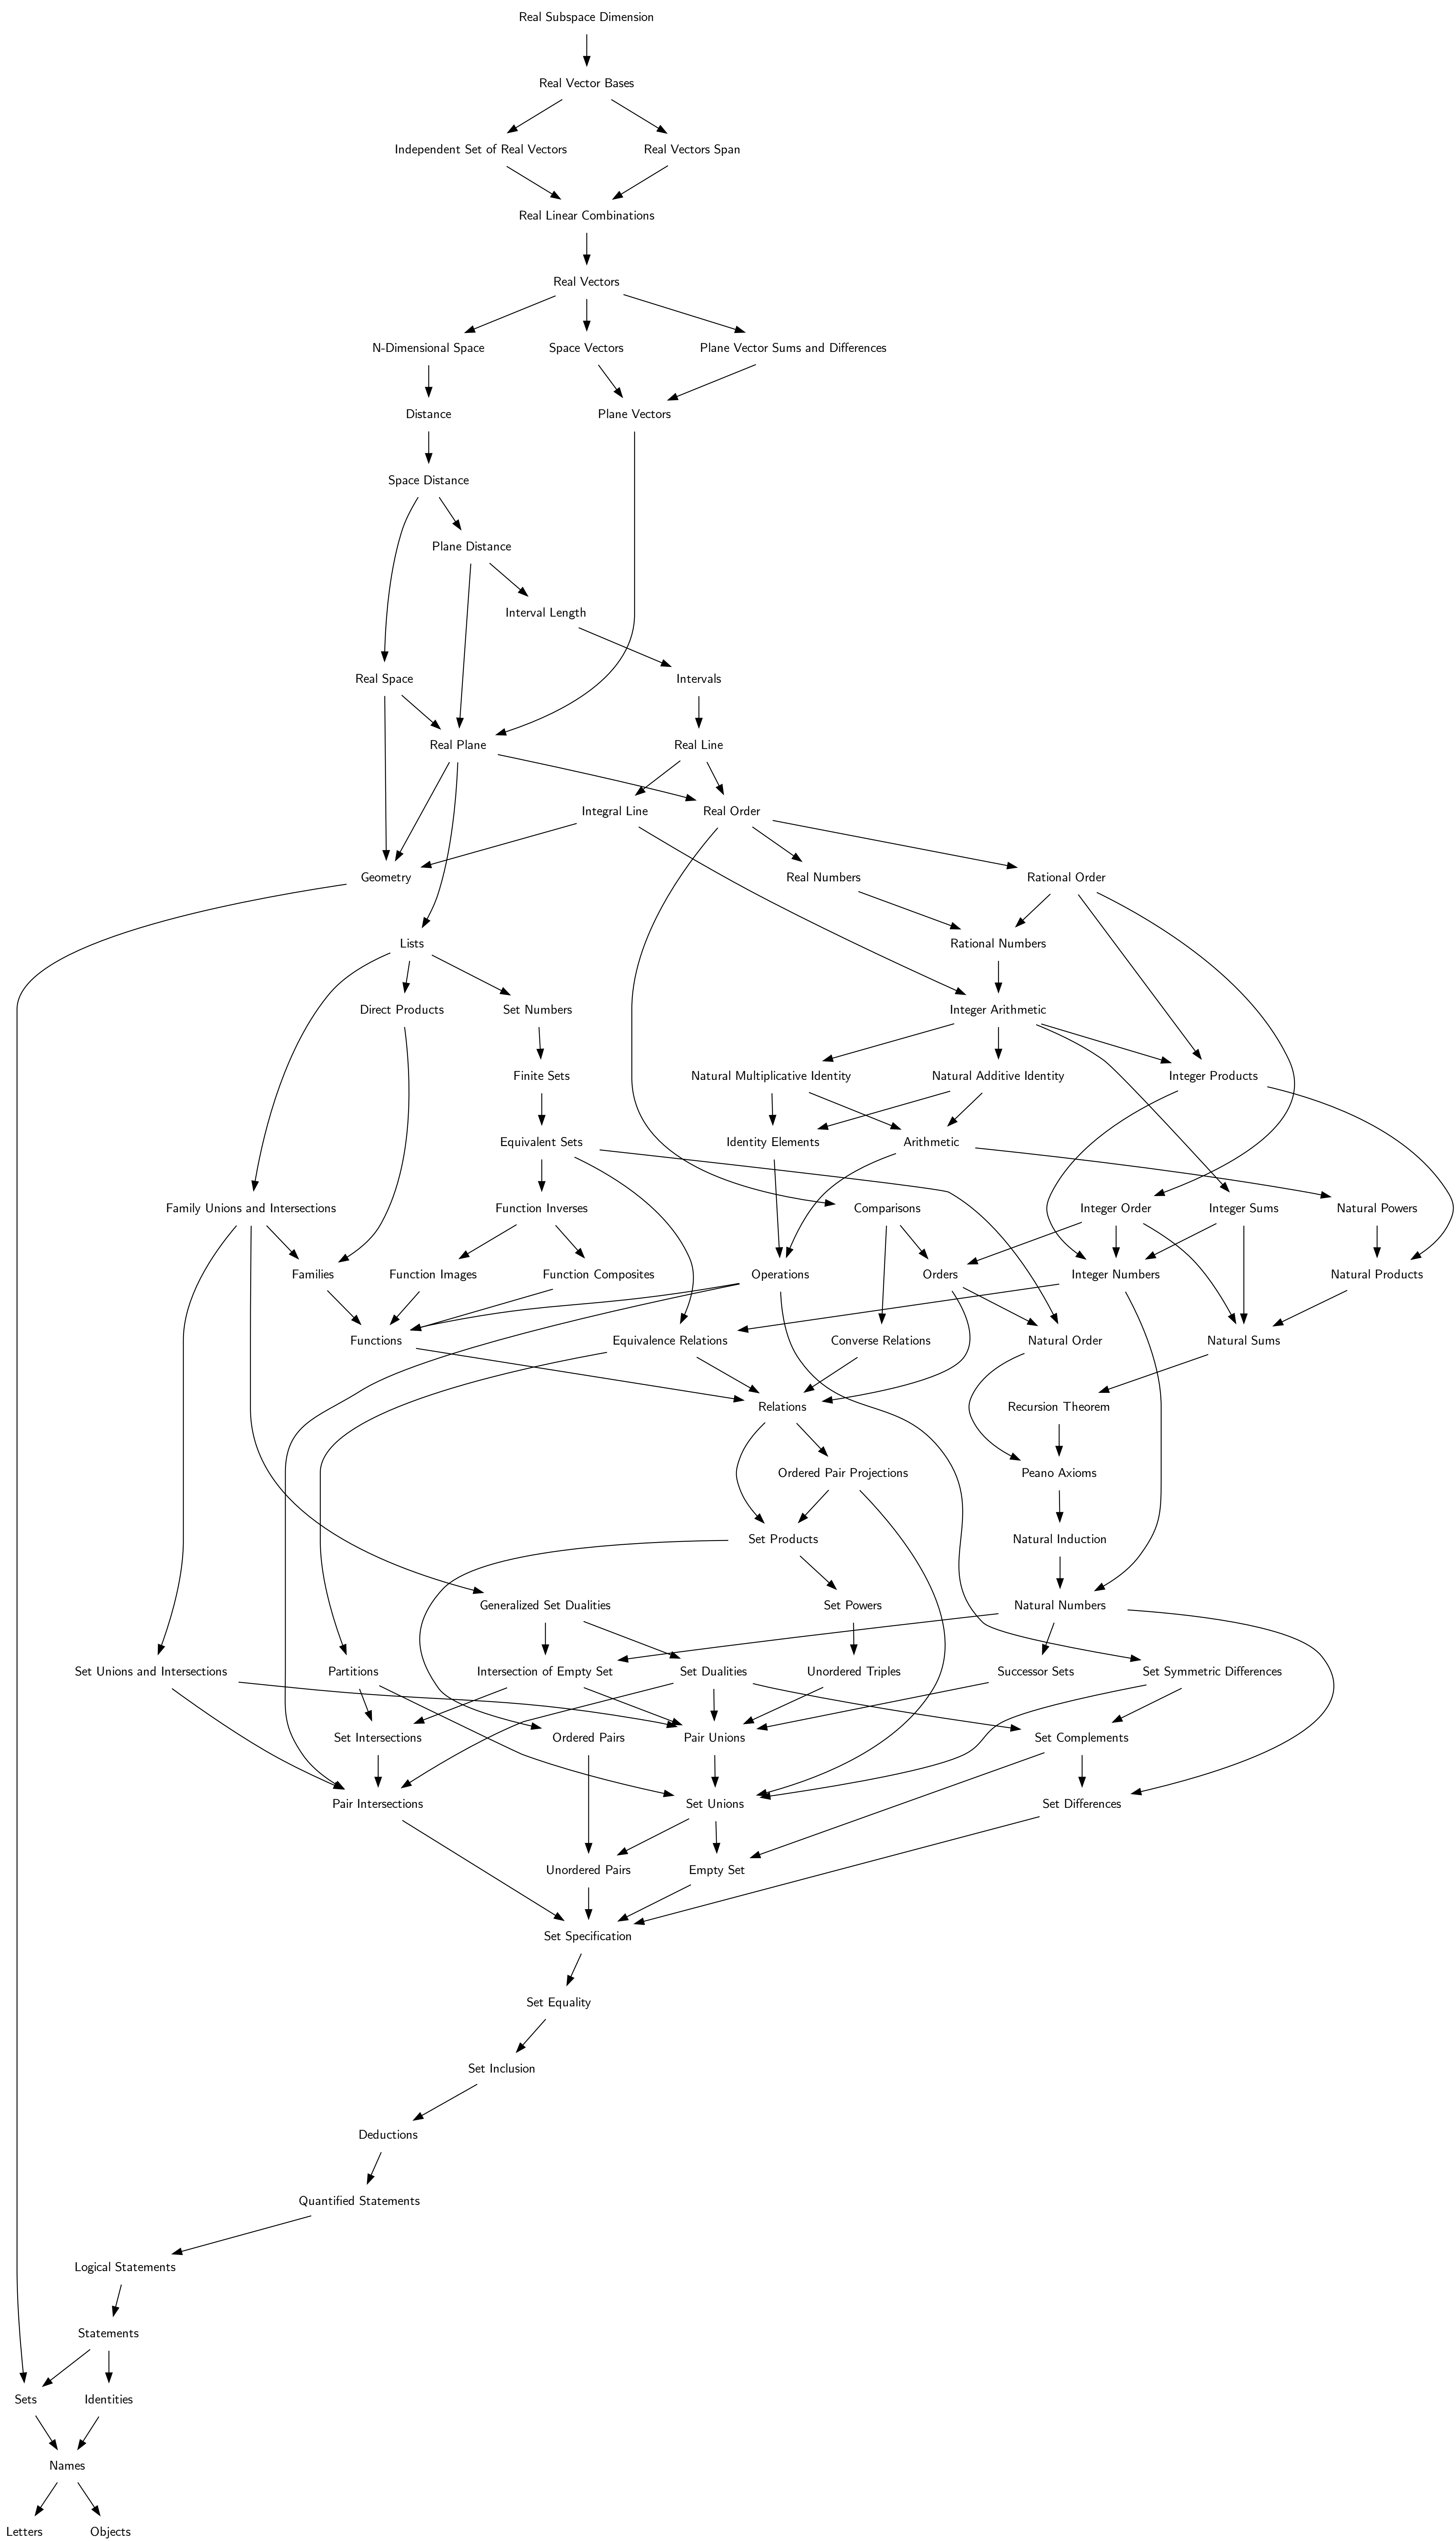 Real Subspace Dimension
Real Vector Bases
Independent Set of Real Vectors
Real Vectors Span
Real Linear Combinations
Real Vectors
N-Dimensional Space
Space Vectors
Plane Vector Sums and Differences
Distance
Plane Vectors
Space Distance
Plane Distance
Interval Length
Real Space
Intervals
Real Plane
Real Line
Integral Line
Real Order
Geometry
Real Numbers
Rational Order
Lists
Rational Numbers
Direct Products
Set Numbers
Integer Arithmetic
Finite Sets
Natural Multiplicative Identity
Natural Additive Identity
Integer Products
Equivalent Sets
Identity Elements
Arithmetic
Family Unions and Intersections
Function Inverses
Comparisons
Integer Order
Integer Sums
Natural Powers
Families
Function Images
Function Composites
Operations
Orders
Integer Numbers
Natural Products
Functions
Equivalence Relations
Converse Relations
Natural Order
Natural Sums
Relations
Recursion Theorem
Ordered Pair Projections
Peano Axioms
Set Products
Natural Induction
Generalized Set Dualities
Set Powers
Natural Numbers
Set Unions and Intersections
Partitions
Intersection of Empty Set
Set Dualities
Unordered Triples
Successor Sets
Set Symmetric Differences
Set Intersections
Ordered Pairs
Pair Unions
Set Complements
Pair Intersections
Set Unions
Set Differences
Unordered Pairs
Empty Set
Set Specification
Set Equality
Set Inclusion
Deductions
Quantified Statements
Logical Statements
Statements
Sets
Identities
Names
Letters
Objects